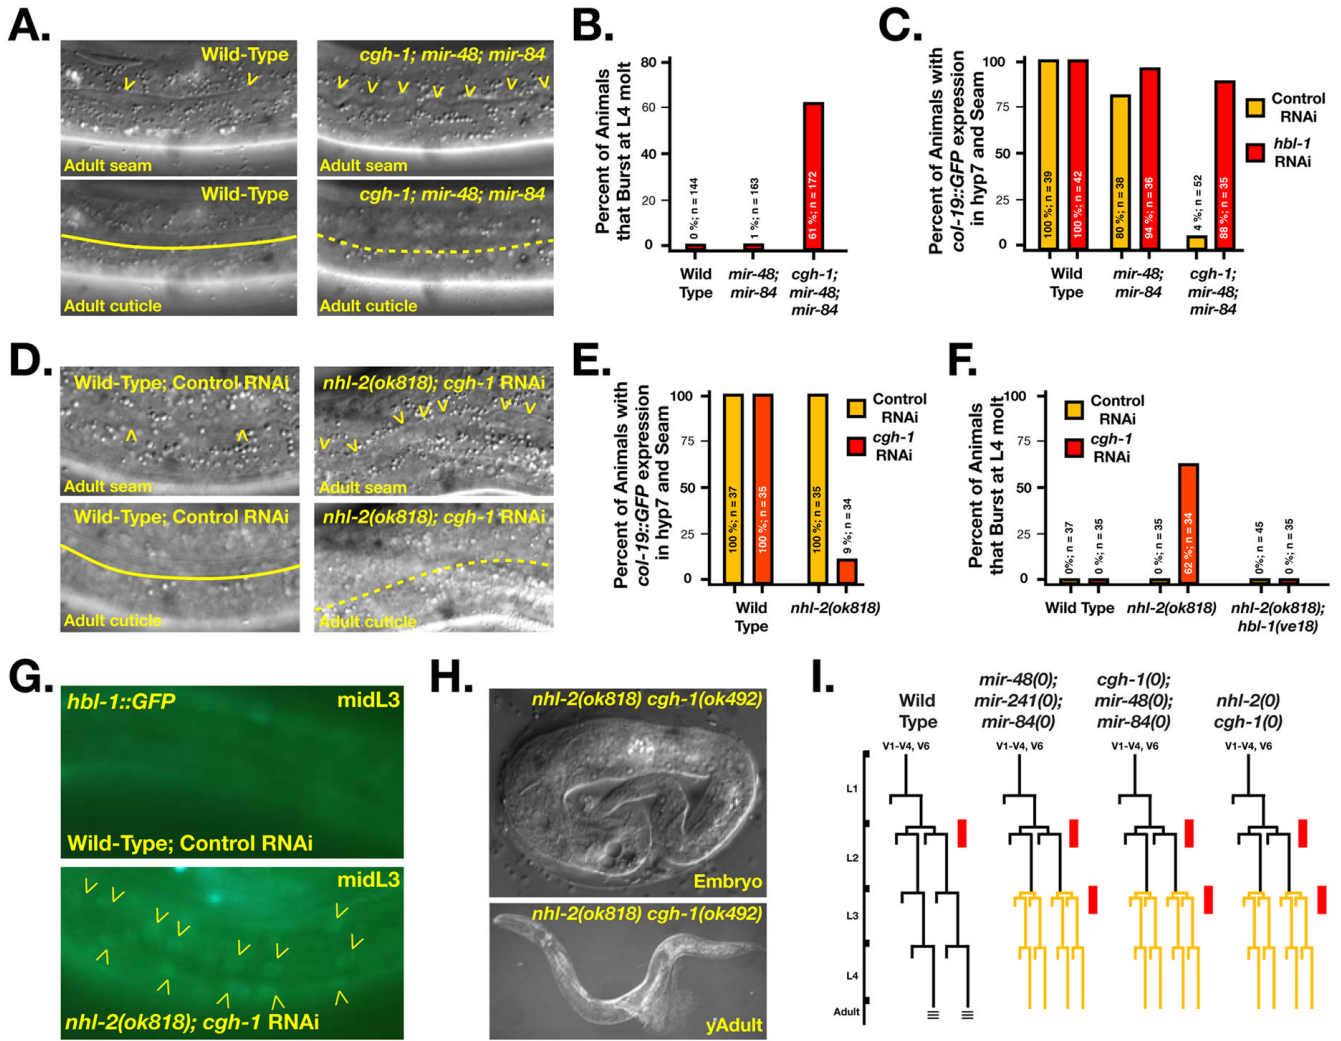 A.
Wild-Type
cgh-1; mir-48; mir-84
Adult seam
Wild-Type
cgh-1; mir-48; mir-84
Adult cuticle
B.
Percent of Animals
that Burst at L4 molt
80
60
40
20
0
0 %; n = 144
1 %; n = 163
61 %; n = 172
Wild
Type
mir-48;
mir-84
cgh-1;
mir-48;
mir-84
C.
Percent of Animals with
col-19::GFP expression
in hyp7 and Seam
100
75
50
25
0
100 %; n = 39
100 %; n = 42
80 %; n = 38
94 %; n = 36
4 %; n = 52
88 %; n = 35
Control
RNAi
hbl-1
RNAi
Wild
Type
mir-48;
mir-84
cgh-1;
mir-48;
mir-84
D.
Wild-Type; Control RNAi
nhl-2(ok818); cgh-1 RNAi
Adult seam
Adult seam
Wild-Type; Control RNAi
nhl-2(ok818); cgh-1 RNAi
Adult cuticle
Adult cuticle
E.
Percent of Animals with
col-19::GFP expression
in hyp7 and Seam
100
75
50
25
0
100 %; n = 37
100 %; n = 35
100 %; n = 35
9 %; n = 34
Control
RNAi
cgh-1
RNAi
Wild
Type
nhl-2(ok818)
F.
Percent of Animals
that Burst at L4 molt
100
75
50
25
0
Control
RNAi
cgh-1
RNAi
0%; n = 37
0 %; n = 35
0 %; n = 35
62 %; n = 34
0%; n = 45
0 %; n = 35
Wild Type
nhl-2(ok818)
nhl-2(ok818);
hbl-1(ve18)
G.
hbl-1::GFP
midL3
Wild-Type; Control RNAi
midL3
nhl-2(ok818); cgh-1 RNAi
H.
nhl-2(ok818) cgh-1(ok492)
Embryo
nhl-2(ok818) cgh-1(ok492)
yAdult
I.
Wild
Type
mir-48(0);
mir-241(0);
mir-84(0)
cgh-1(0);
mir-48(0);
mir-84(0)
nhl-2(0)
cgh-1(0)
V1-V4, V6
V1-V4, V6
V1-V4, V6
V1-V4, V6
L1
L2
L3
L4
Adult